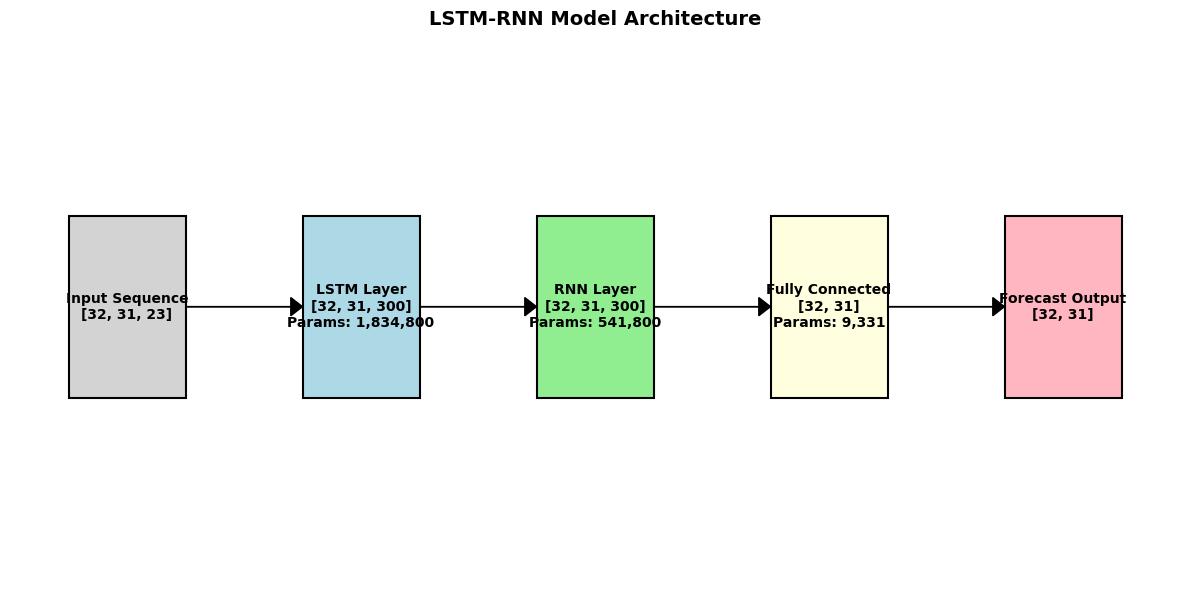 LSTM-RNN Model Architecture
Input Sequence
[32, 31, 23]
LSTM Layer
[32, 31, 300]
Params: 1,834,800
RNN Layer
[32, 31, 300]
Params: 541,800
Fully Connected
[32, 31]
Params: 9,331
Forecast Output
[32, 31]